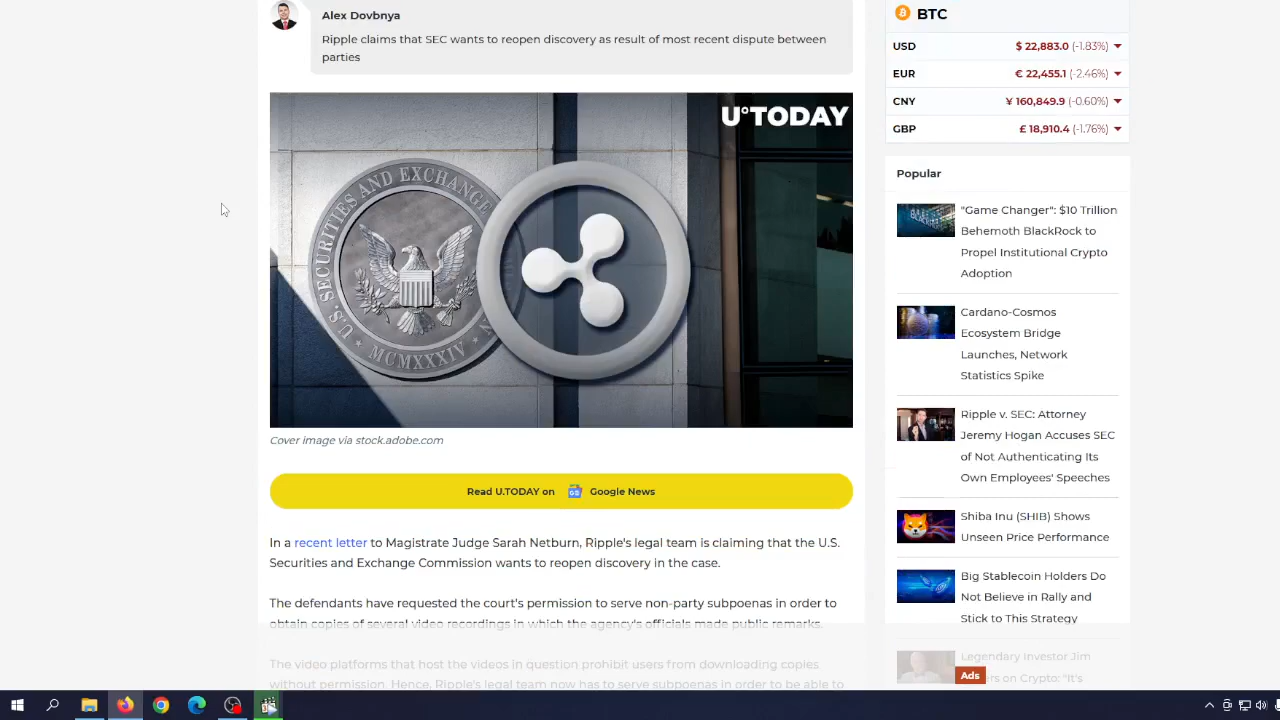 Alex Dovbnya
Ripple claims that SEC wants to reopen discovery as result of most recent dispute between
parties
U.TODAY
U.S. SECURITIES AND EXCHANGE
MCMXXXIV
Cover image via stock.adobe.com
Read U.TODAY on Google News
In a recent letter to Magistrate Judge Sarah Netburn, Ripple's legal team is claiming that the U.S.
Securities and Exchange Commission wants to reopen discovery in the case.
The defendants have requested the court's permission to serve non-party subpoenas in order to
obtain copies of several video recordings in which the agency's officials made public remarks.
The video platforms that host the videos in question prohibit users from downloading copies
without permission. Hence, Ripple's legal team now has to serve subpoenas in order to be able to
BTC
USD $ 22,883.0 (-1.83%)
EUR € 22,455.1 (-2.46%)
CNY ¥ 160,849.9 (-0.60%)
GBP £ 18,910.4 (-1.76%)
Popular
"Game Changer": $10 Trillion
Behemoth BlackRock to
Propel Institutional Crypto
Adoption
Cardano-Cosmos
Ecosystem Bridge
Launches, Network
Statistics Spike
Ripple v. SEC: Attorney
Jeremy Hogan Accuses SEC
of Not Authenticating Its
Own Employees' Speeches
Shiba Inu (SHIB) Shows
Unseen Price Performance
Big Stablecoin Holders Do
Not Believe in Rally and
Stick to This Strategy
Legendary Investor Jim
on Crypto: "It's
Ads